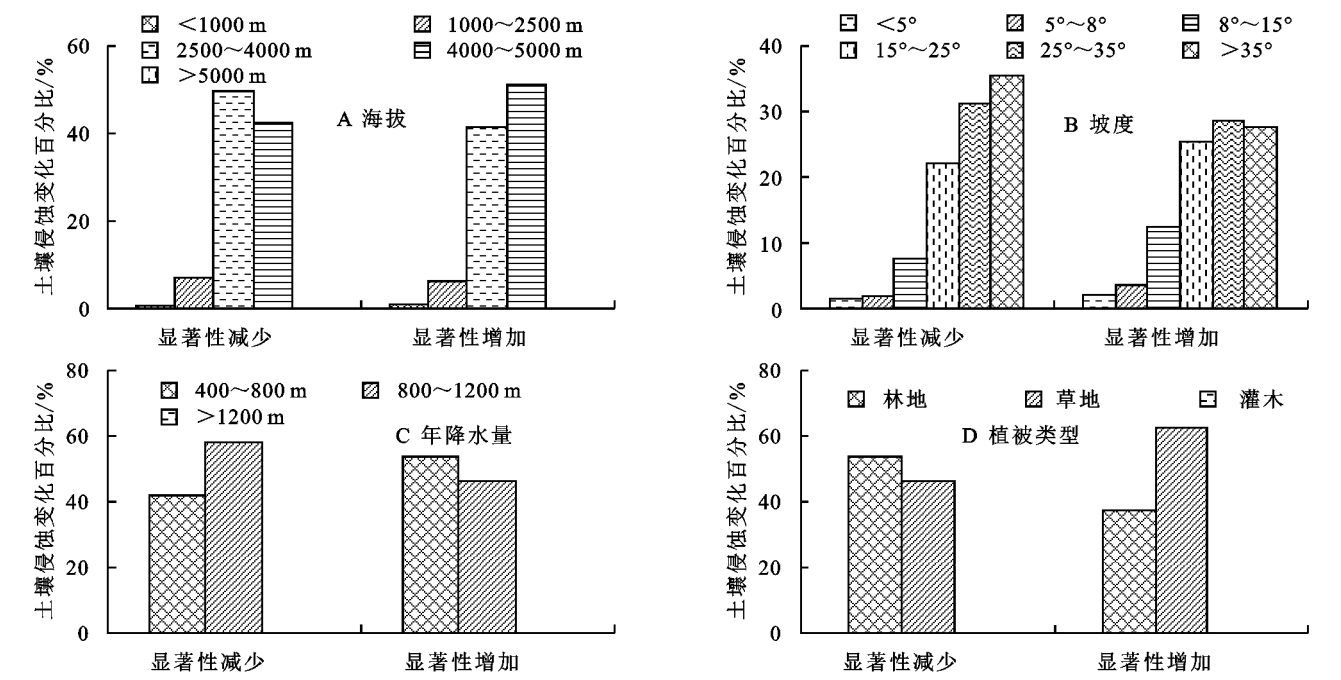 <1000 m 1000～2500 m
2500～4000 m 4000～5000 m
>5000 m
60
40
20
0
土壤侵蚀变化百分比/%
A 海拔
显著性减少 显著性增加
<5° 5°～8° 8°～15°
15°～25° 25°～35° >35°
40
30
20
10
0
土壤侵蚀变化百分比/%
B 坡度
显著性减少 显著性增加
400～800 m 800～1200 m
>1200 m
80
60
40
20
0
土壤侵蚀变化百分比/%
C 年降水量
显著性减少 显著性增加
林地 草地 灌木
80
60
40
20
0
土壤侵蚀变化百分比/%
D 植被类型
显著性减少 显著性增加